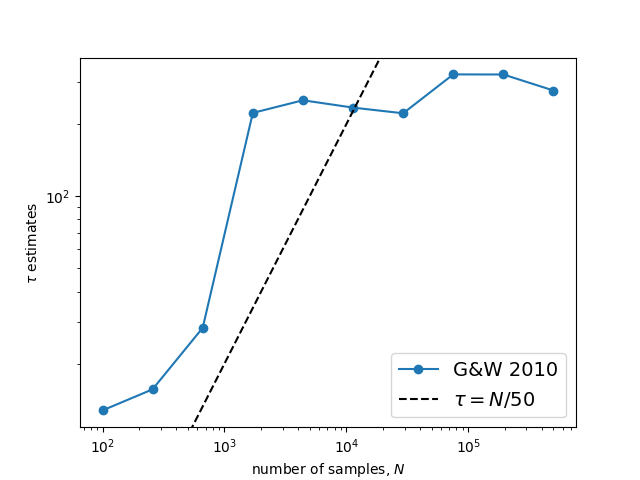 10²
τ estimates
10² 10³ 10⁴ 10⁵
number of samples, N
G&W 2010
τ = N/50